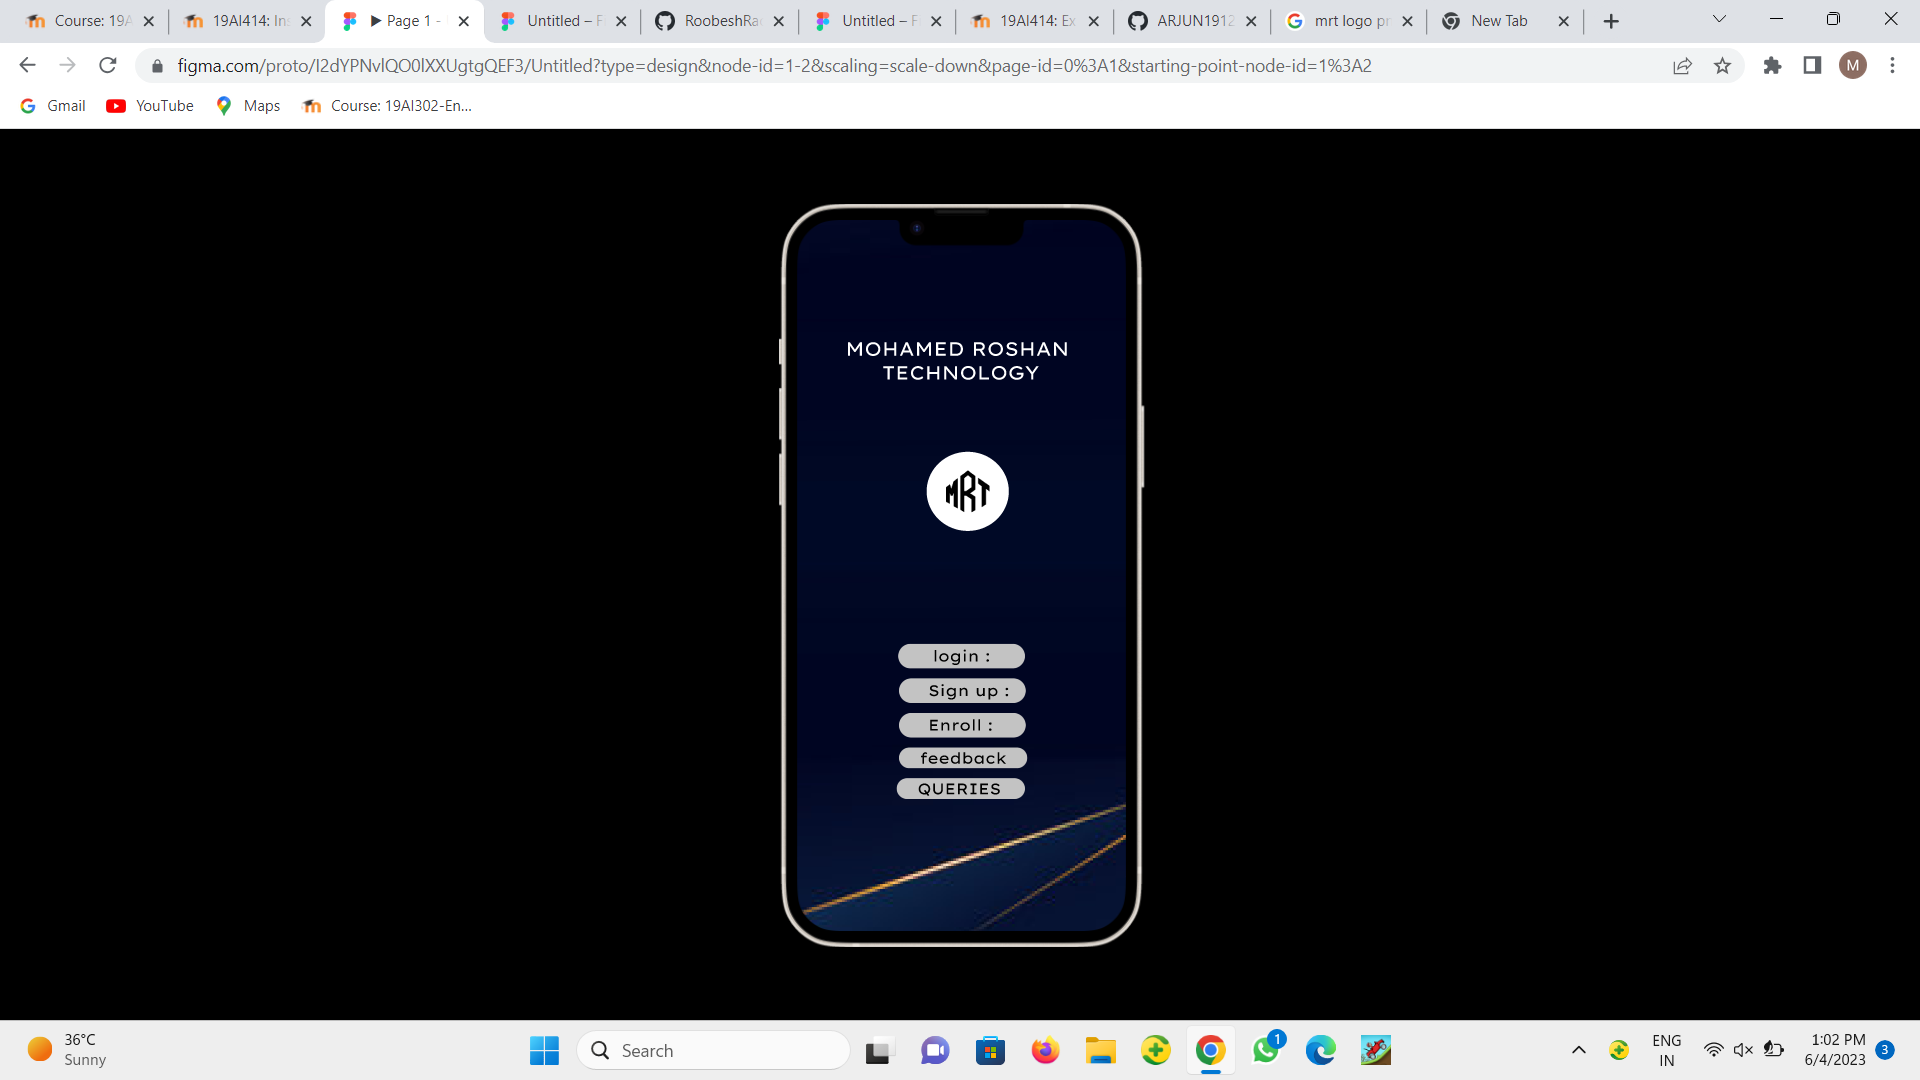 Course: 19A
19AI414: Ins
▶ Page 1 -
Untitled – F
RoobeshRa
Untitled – F
19AI414: Ex
ARJUN1912
mrt logo pr
New Tab
figma.com/proto/I2dYPNvlQO0lXXUgtgQEF3/Untitled?type=design&node-id=1-2&scaling=scale-down&page-id=0%3A1&starting-point-node-id=1%3A2
M
Gmail
YouTube
Maps
Course: 19AI302-En...
MOHAMED ROSHAN
TECHNOLOGY
MRT
login :
Sign up :
Enroll :
feedback
QUERIES
36°C
Sunny
Search
1
ENG
IN
1:02 PM
6/4/2023
3